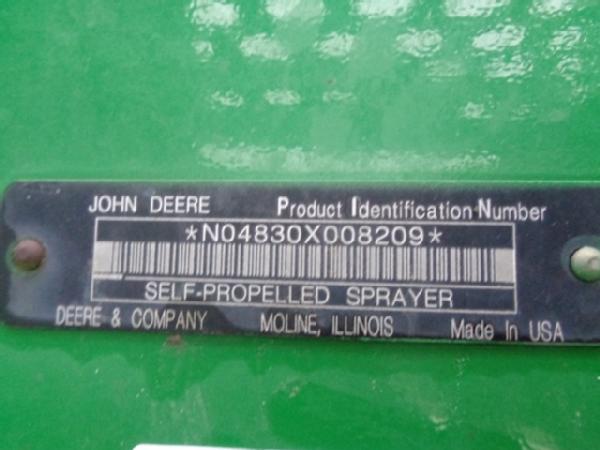 JOHN DEERE Product Identification Number
*N04830X008209*
SELF-PROPELLED SPRAYER
DEERE & COMPANY MOLINE, ILLINOIS Made In USA